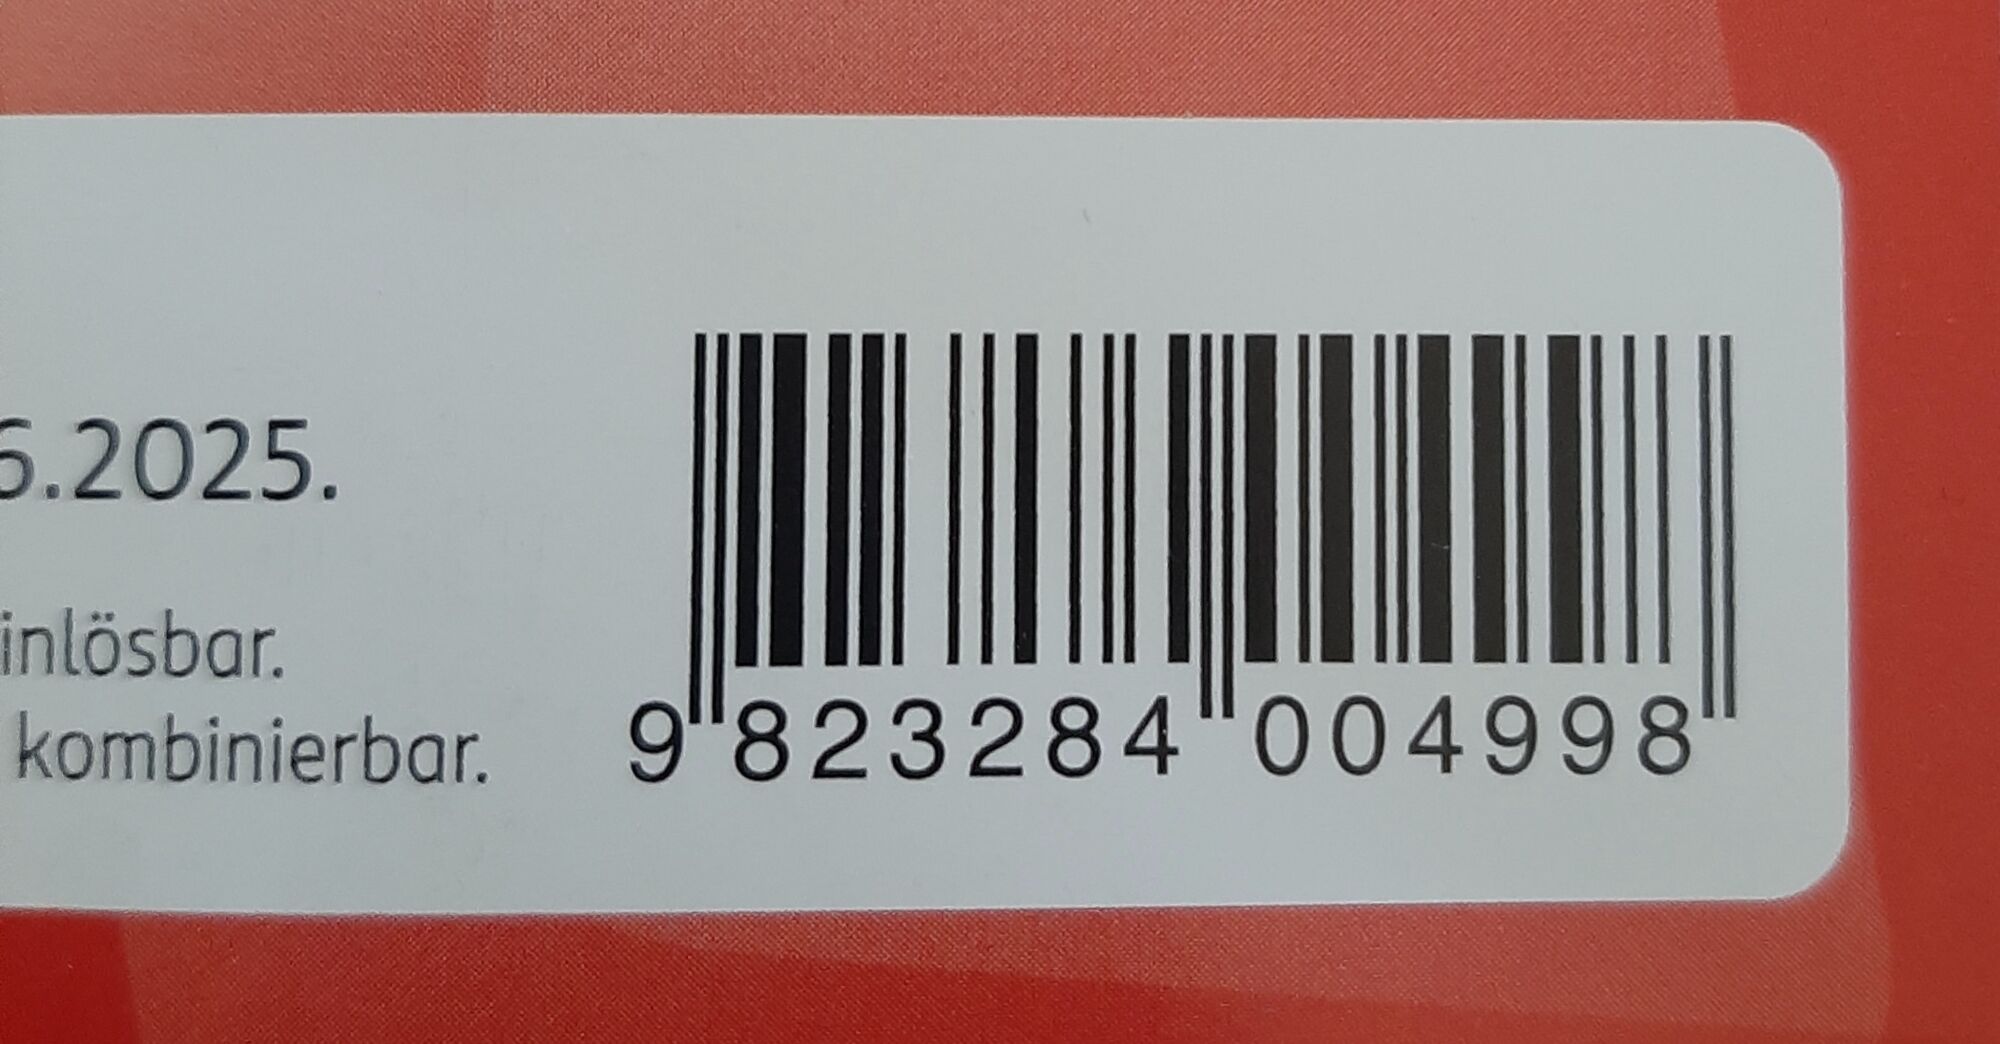 6.2025.
inlösbar.
kombinierbar.
9 823284 004998